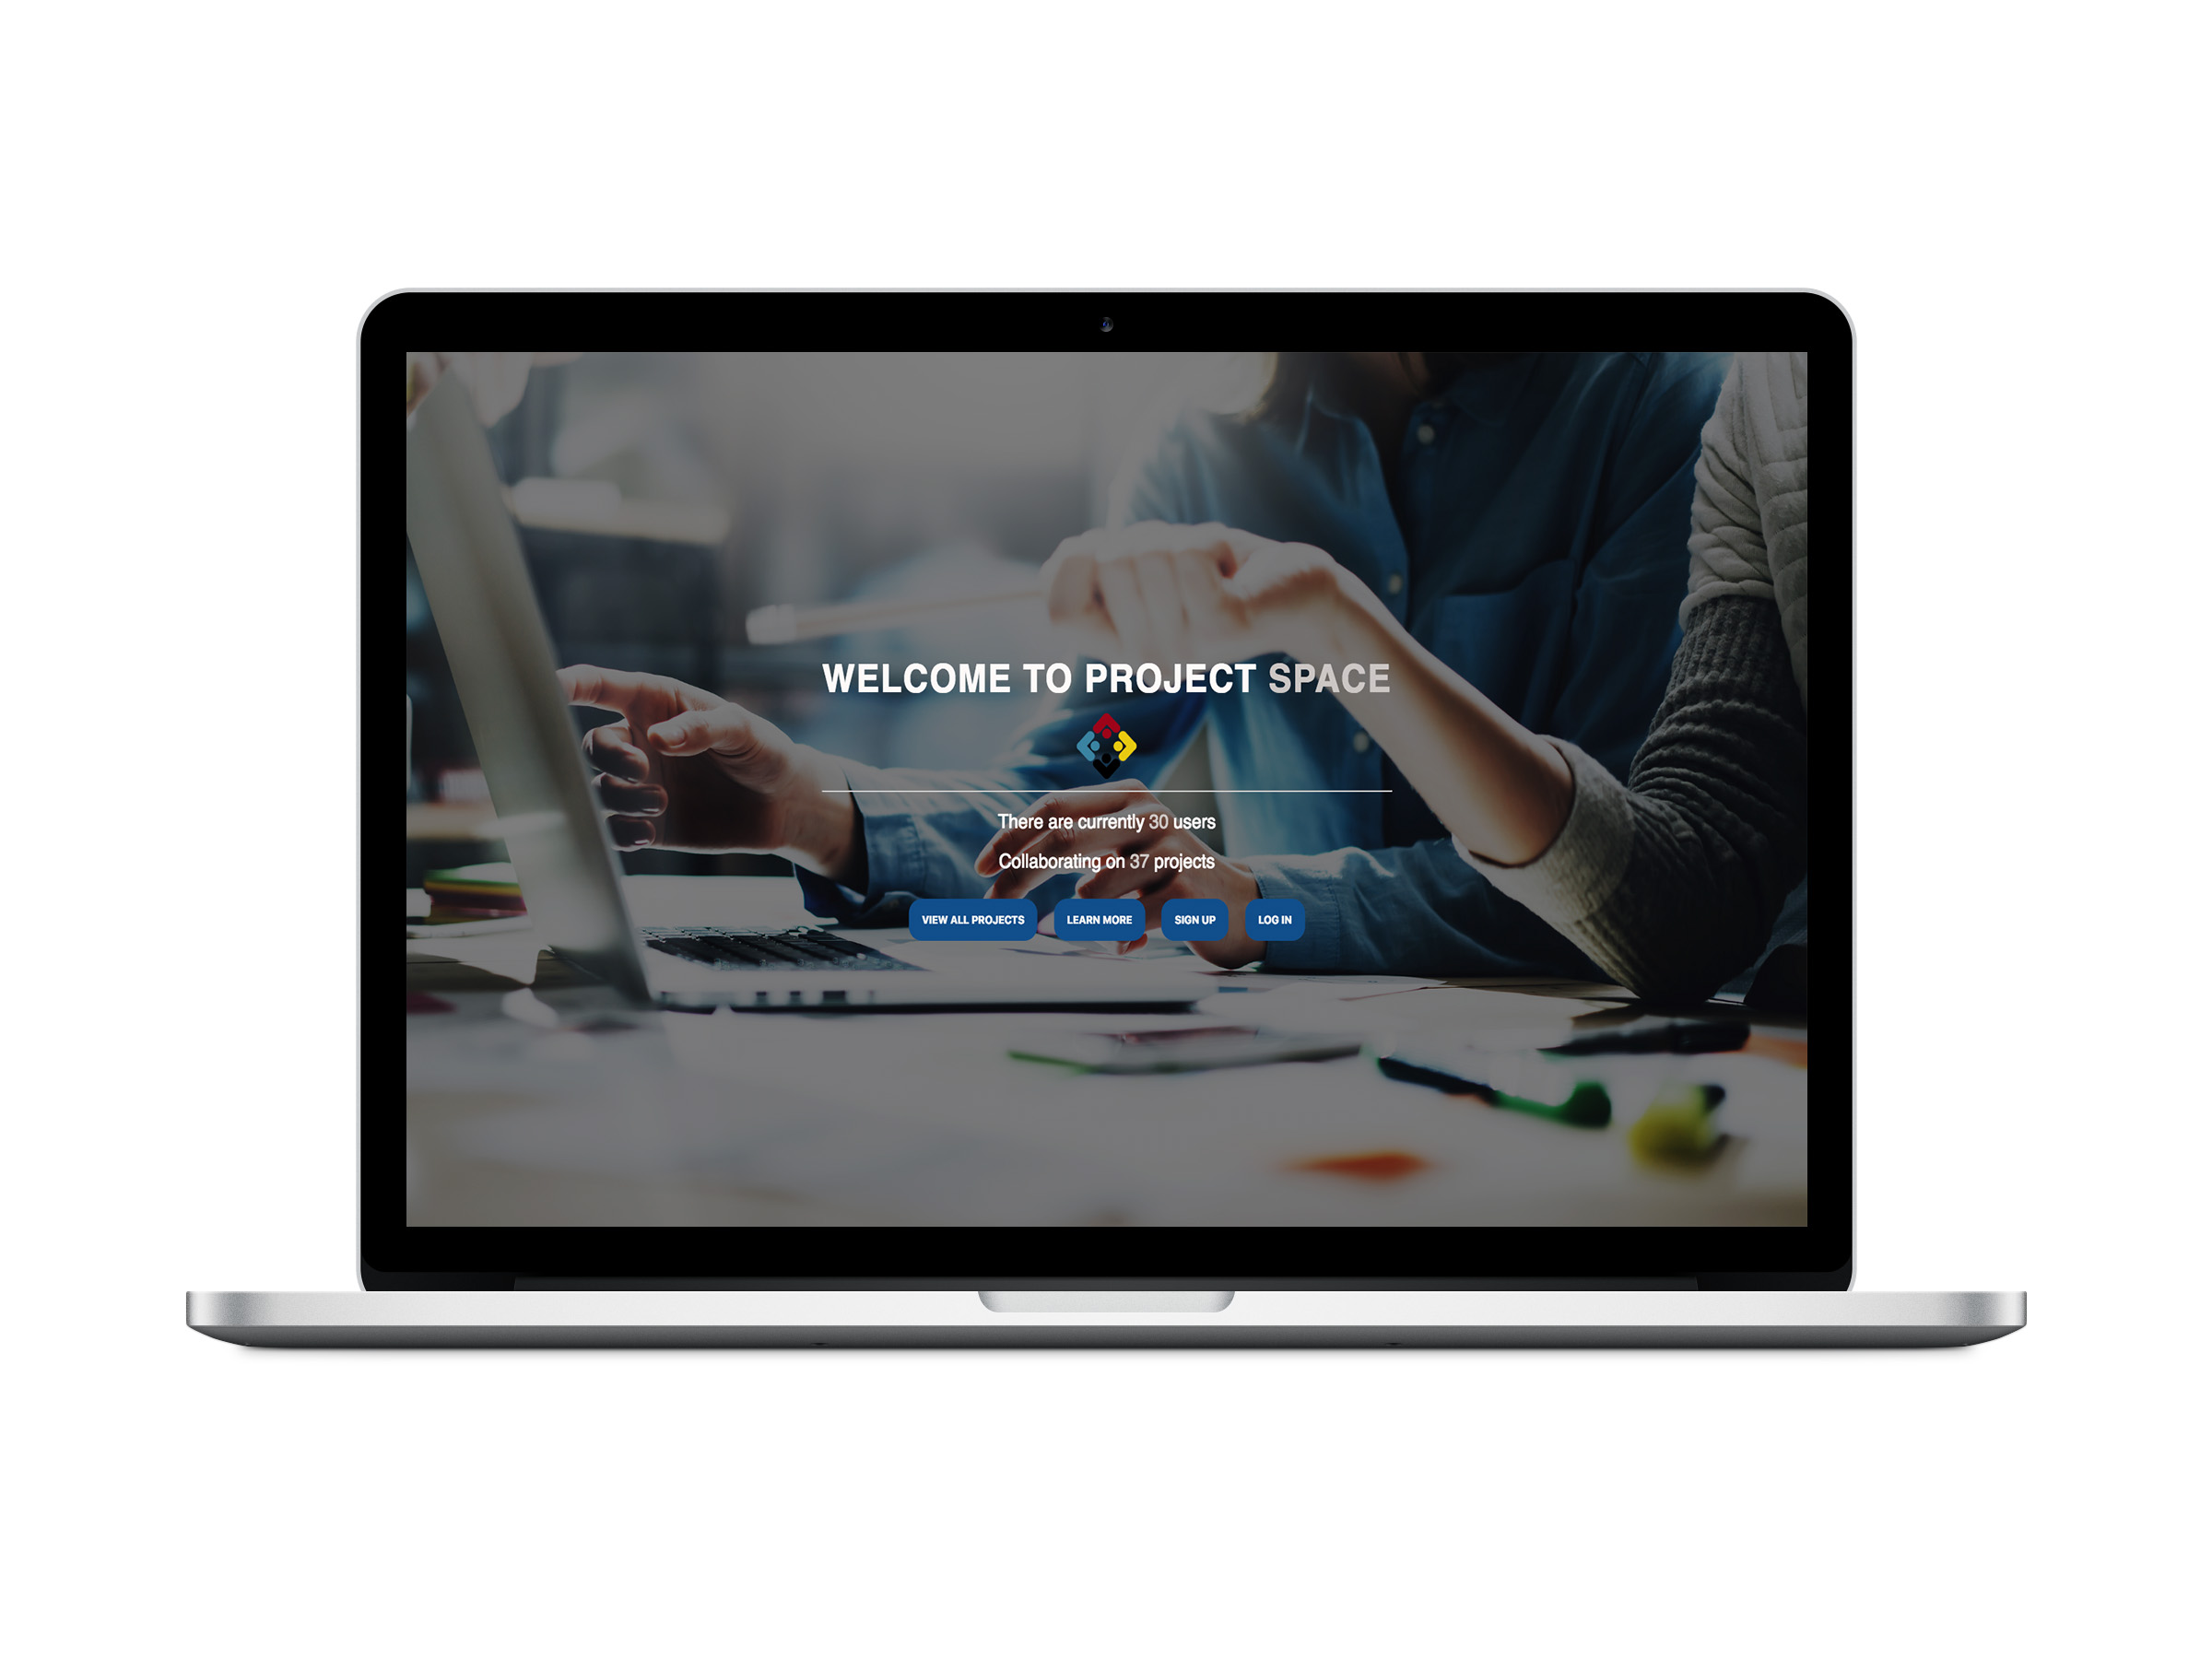 WELCOME TO PROJECT SPACE
There are currently 30 users
Collaborating on 37 projects
VIEW ALL PROJECTS LEARN MORE SIGN UP LOG IN